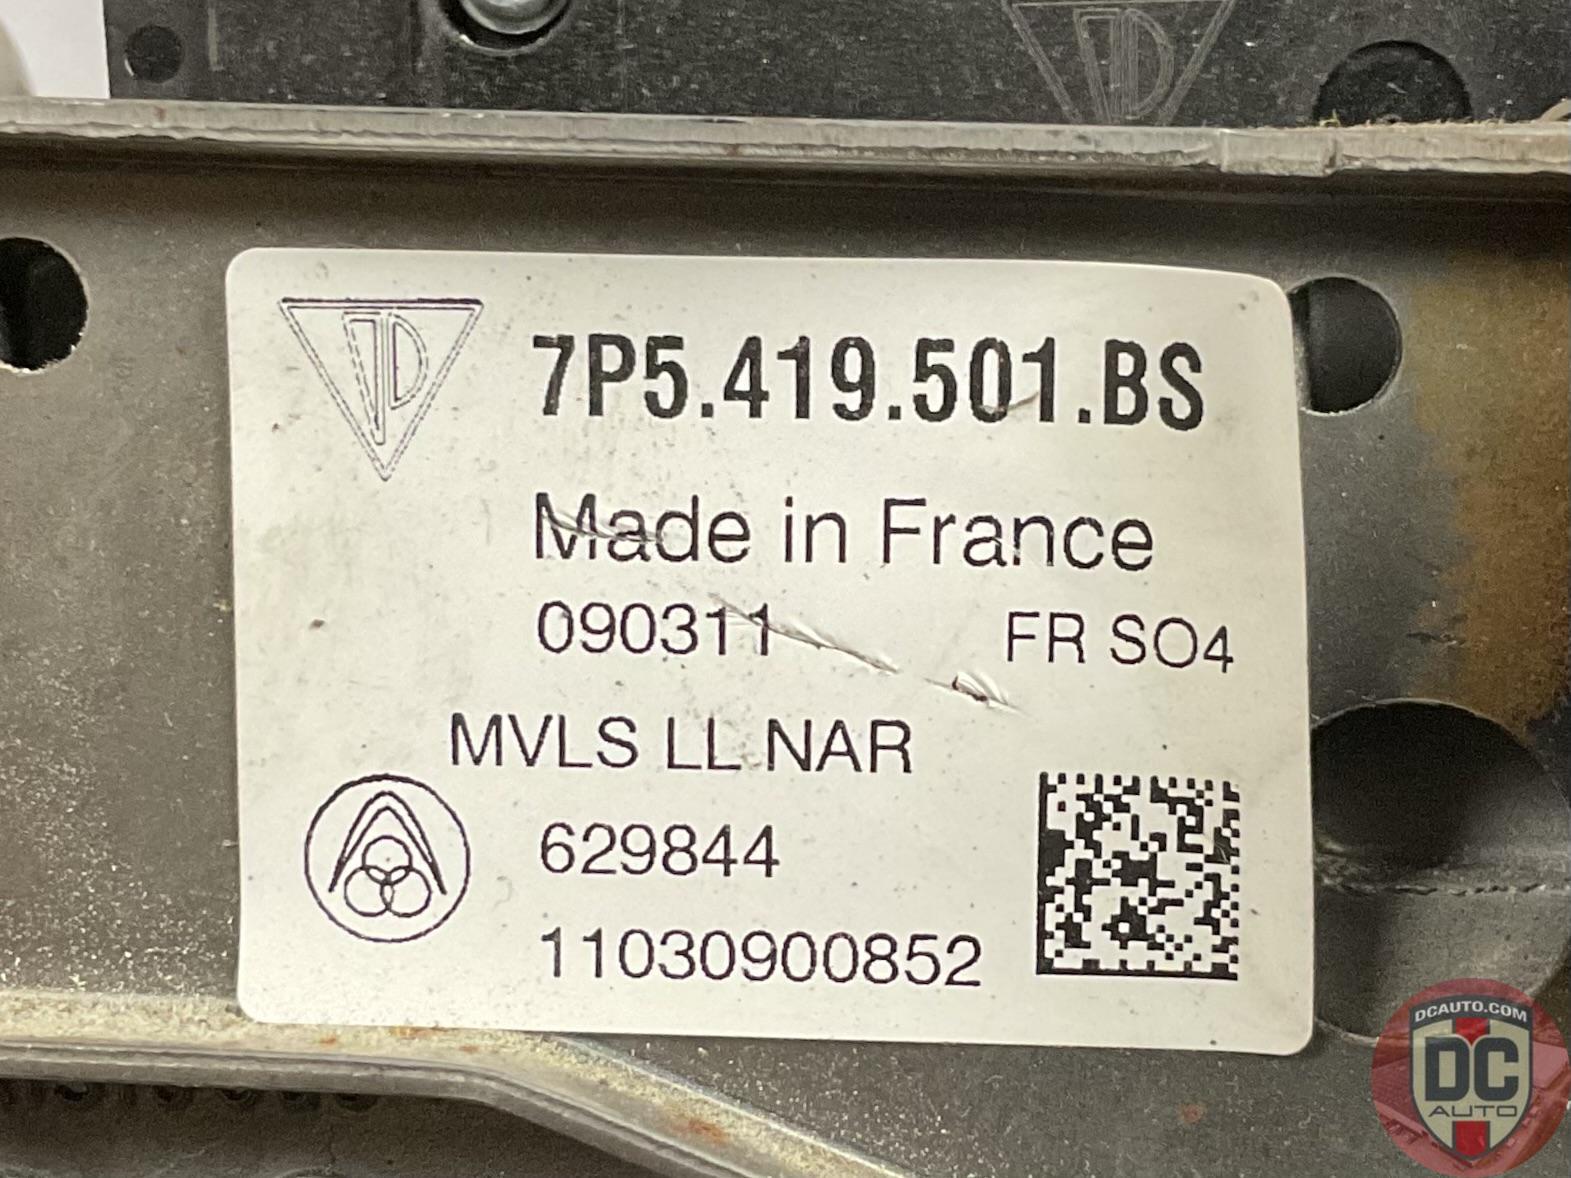 7P5.419.501.BS
Made in France
090311 FR SO4
MVLS LL NAR
629844
11030900852
DCAUTO.COM
DC
AUTO